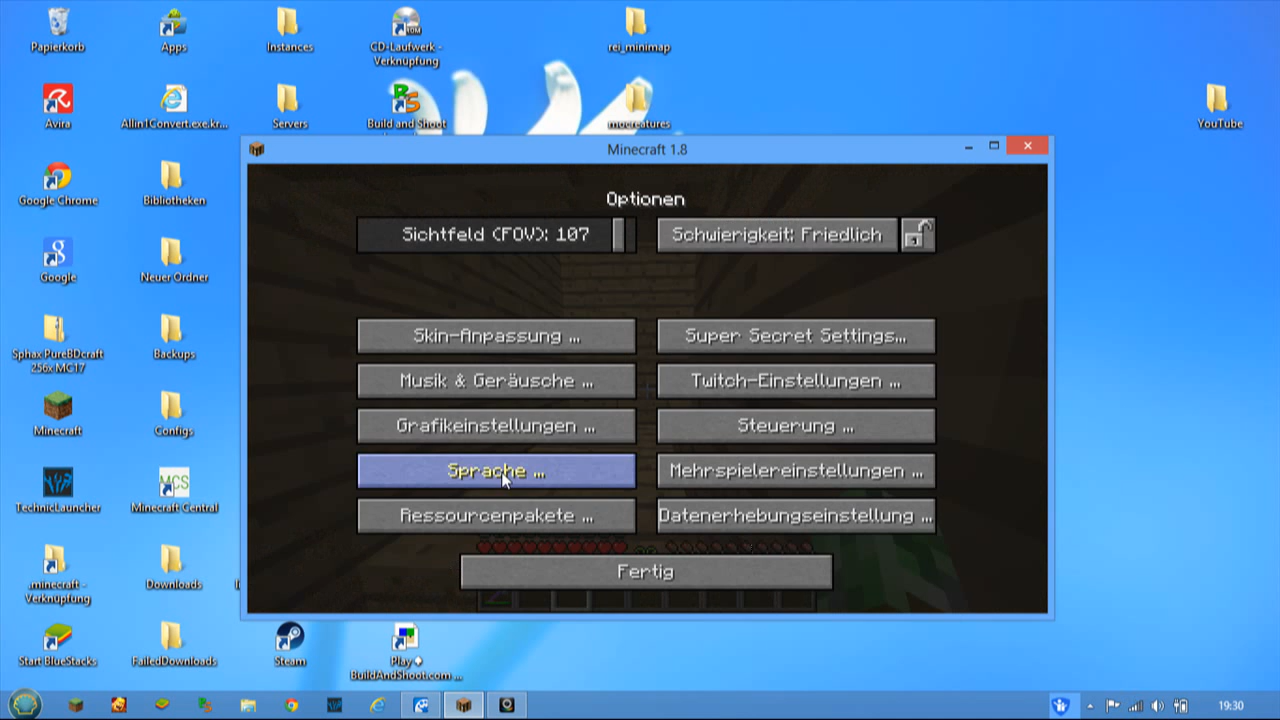 Papierkorb
Apps
Instances
CD-Laufwerk -
Verknüpfung
rei_minimap
Avira
Allin1Convert.exe.kr...
Servers
Build and Shoot
mocreatures
YouTube
Google Chrome
Bibliotheken
Google
Neuer Ordner
Sphax PureBDcraft
256x MC17
Backups
Minecraft
Configs
TechnicLauncher
MCS
Minecraft Central
.minecraft -
Verknüpfung
Downloads
Start BlueStacks
FailedDownloads
Steam
Play ♦
BuildAndShoot.com ...
Minecraft 1.8
Optionen
Sichtfeld (FOV): 107
Schwierigkeit: Friedlich
Skin-Anpassung ...
Super Secret Settings...
Musik & Geräusche ...
Twitch-Einstellungen ...
Grafikeinstellungen ...
Steuerung ...
Sprache ...
Mehrspielereinstellungen ...
Ressourcenpakete ...
Datenerhebungseinstellung ...
Fertig
19:30